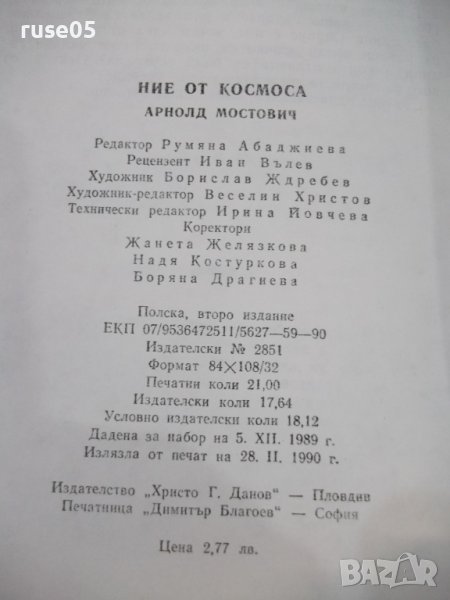 ruse05
НИЕ ОТ КОСМОСА
АРНОЛД МОСТОВИЧ
Редактор Румяна Абаджиева
Рецензент Иван Вълев
Художник Борислав Ждребев
Художник-редактор Веселин Христов
Технически редактор Ирина Йовчева
Коректори
Жанета Желязкова
Надя Костуркова
Боряна Драгиева
Полска, второ издание
ЕКП 07/9536472511/5627—59—90
Издателски № 2851
Формат 84×108/32
Печатни коли 21,00
Издателски коли 17,64
Условно издателски коли 18,12
Дадена за набор на 5. XII. 1989 г.
Излязла от печат на 28. II. 1990 г.
Издателство „Христо Г. Данов“ — Пловдив
Печатница „Димитър Благоев“ — София
Цена 2,77 лв.
BAZAR